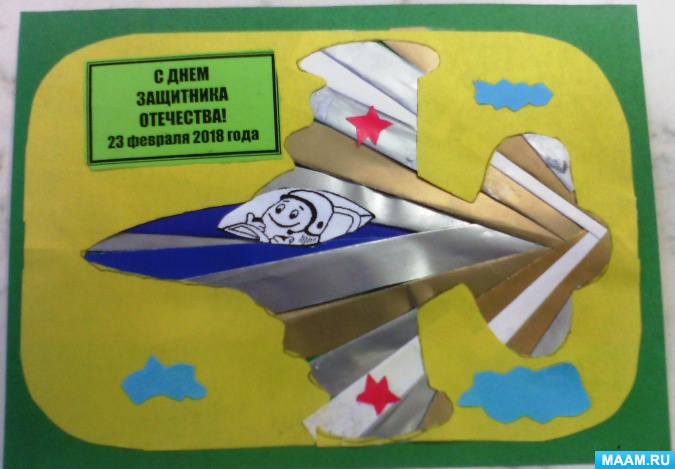 С ДНЕМ
ЗАЩИТНИКА
ОТЕЧЕСТВА!
23 февраля 2018 года
MAAM.RU